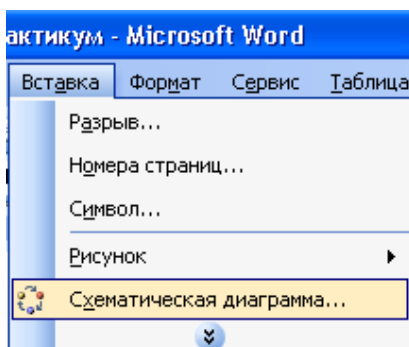 актикум - Microsoft Word
Вставка Формат Сервис Таблица
Разрыв...
Номера страниц...
Символ...
Рисунок
Схематическая диаграмма...